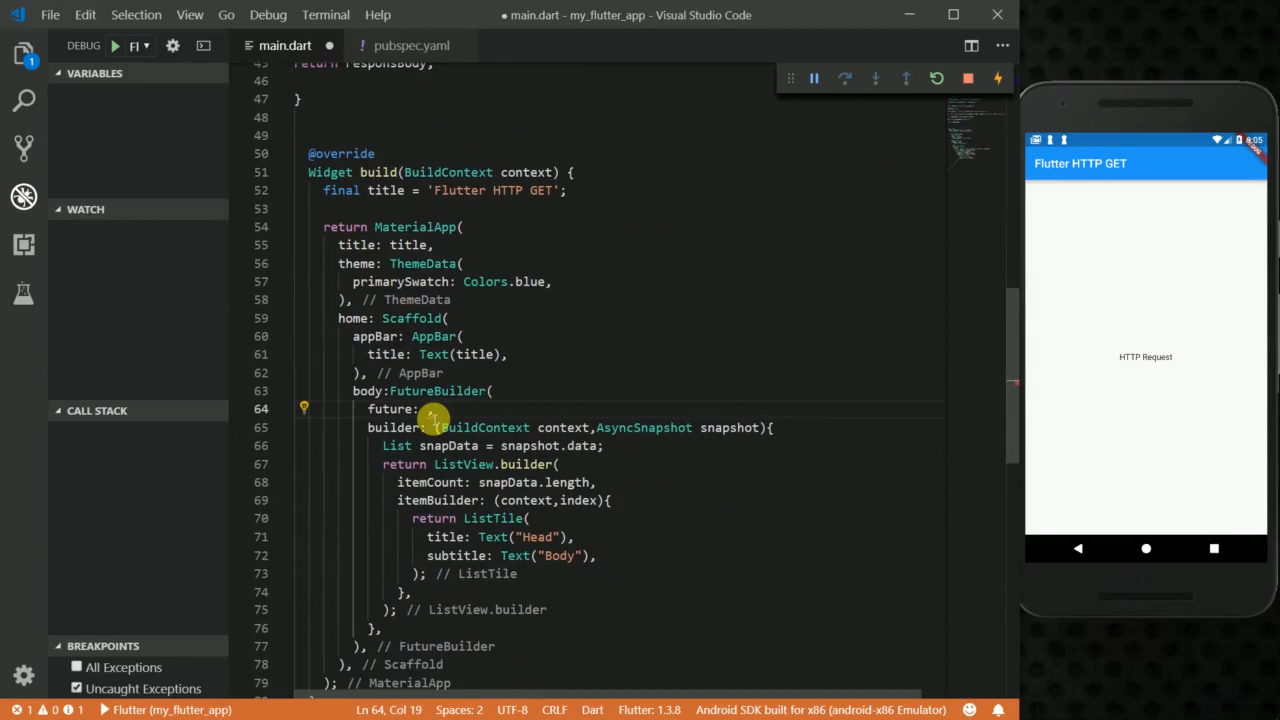 File Edit Selection View Go Debug Terminal Help
● main.dart - my_flutter_app - Visual Studio Code
DEBUG Fl
main.dart
pubspec.yaml
VARIABLES
WATCH
CALL STACK
BREAKPOINTS
All Exceptions
Uncaught Exceptions
45 return responsBody;
46
47 }
48
49
50 @override
51 Widget build(BuildContext context) {
52 final title = 'Flutter HTTP GET';
53
54 return MaterialApp(
55 title: title,
56 theme: ThemeData(
57 primarySwatch: Colors.blue,
58 ), // ThemeData
59 home: Scaffold(
60 appBar: AppBar(
61 title: Text(title),
62 ), // AppBar
63 body:FutureBuilder(
64 future: ,
65 builder: (BuildContext context,AsyncSnapshot snapshot){
66 List snapData = snapshot.data;
67 return ListView.builder(
68 itemCount: snapData.length,
69 itemBuilder: (context,index){
70 return ListTile(
71 title: Text("Head"),
72 subtitle: Text("Body"),
73 ); // ListTile
74 },
75 ); // ListView.builder
76 },
77 ), // FutureBuilder
78 ), // Scaffold
79 ); // MaterialApp
1
9:05
Flutter HTTP GET
HTTP Request
1 0 1 Flutter (my_flutter_app) Ln 64, Col 19 Spaces: 2 UTF-8 CRLF Dart Flutter: 1.3.8 Android SDK built for x86 (android-x86 Emulator)